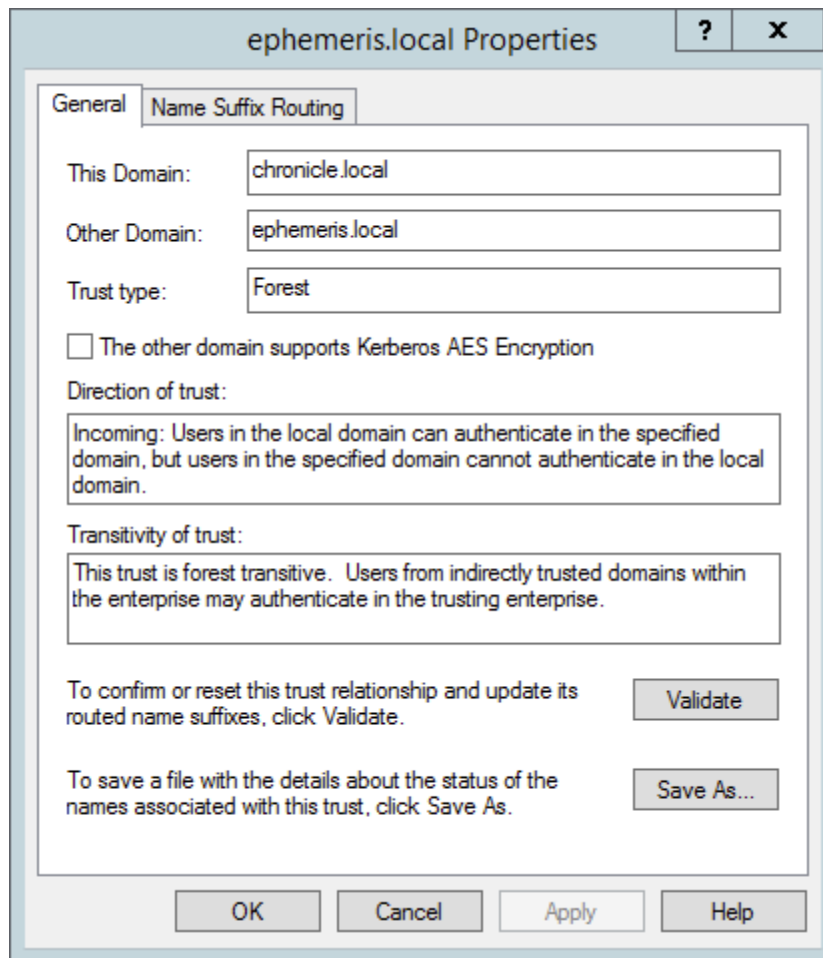 ephemeris.local Properties
?
x
General
Name Suffix Routing
This Domain:
chronicle.local
Other Domain:
ephemeris.local
Trust type:
Forest
The other domain supports Kerberos AES Encryption
Direction of trust:
Incoming: Users in the local domain can authenticate in the specified
domain, but users in the specified domain cannot authenticate in the local
domain.
Transitivity of trust:
This trust is forest transitive.  Users from indirectly trusted domains within
the enterprise may authenticate in the trusting enterprise.
To confirm or reset this trust relationship and update its
routed name suffixes, click Validate.
Validate
To save a file with the details about the status of the
names associated with this trust, click Save As.
Save As...
OK
Cancel
Apply
Help